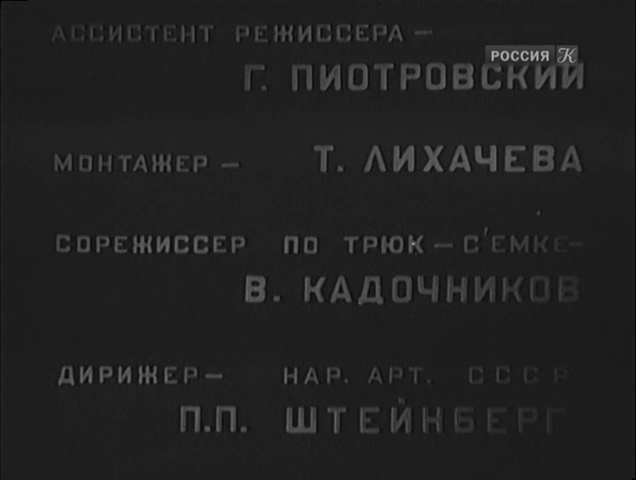 АССИСТЕНТ РЕЖИССЕРА —
РОССИЯ К
Г. ПИОТРОВСКИЙ
МОНТАЖЕР — Т. ЛИХАЧЕВА
СОРЕЖИССЕР ПО ТРЮК — С'ЕМКЕ—
В. КАДОЧНИКОВ
ДИРИЖЕР — НАР. АРТ. СССР
П.П. ШТЕЙНБЕРГ